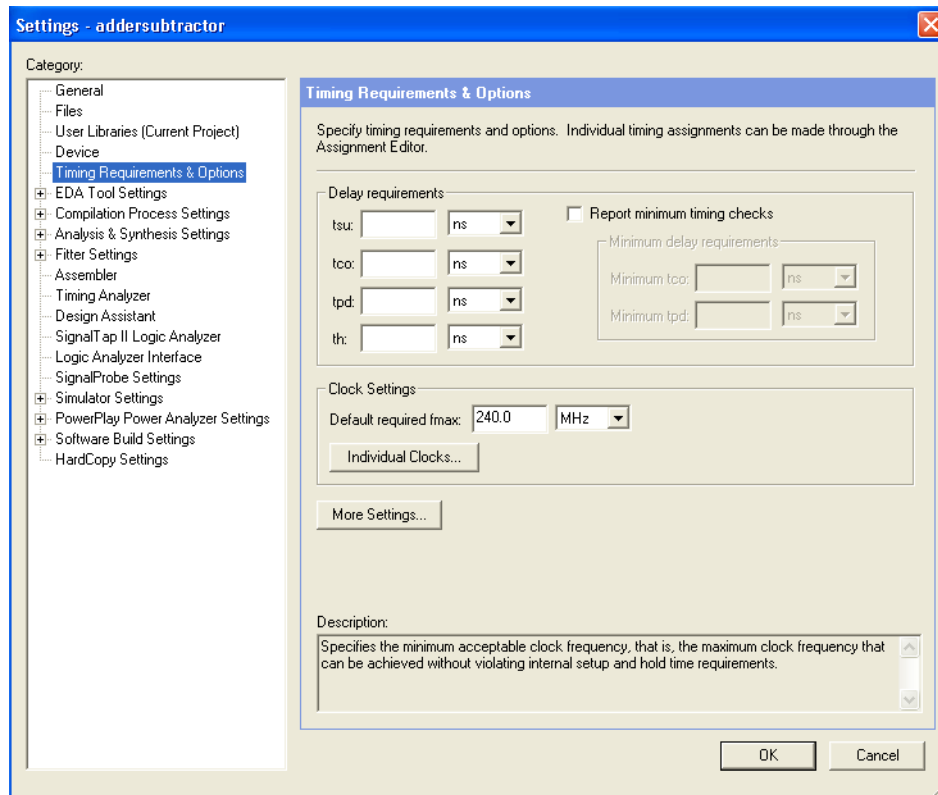 Settings - addersubtractor
Category:
General
Files
User Libraries (Current Project)
Device
Timing Requirements & Options
EDA Tool Settings
Compilation Process Settings
Analysis & Synthesis Settings
Fitter Settings
Assembler
Timing Analyzer
Design Assistant
SignalTap II Logic Analyzer
Logic Analyzer Interface
SignalProbe Settings
Simulator Settings
PowerPlay Power Analyzer Settings
Software Build Settings
HardCopy Settings
Timing Requirements & Options
Specify timing requirements and options. Individual timing assignments can be made through the
Assignment Editor.
Delay requirements
tsu: ns
tco: ns
tpd: ns
th: ns
Report minimum timing checks
Minimum delay requirements
Minimum tco: ns
Minimum tpd: ns
Clock Settings
Default required fmax: 240.0 MHz
Individual Clocks...
More Settings...
Description:
Specifies the minimum acceptable clock frequency, that is, the maximum clock frequency that
can be achieved without violating internal setup and hold time requirements.
OK Cancel